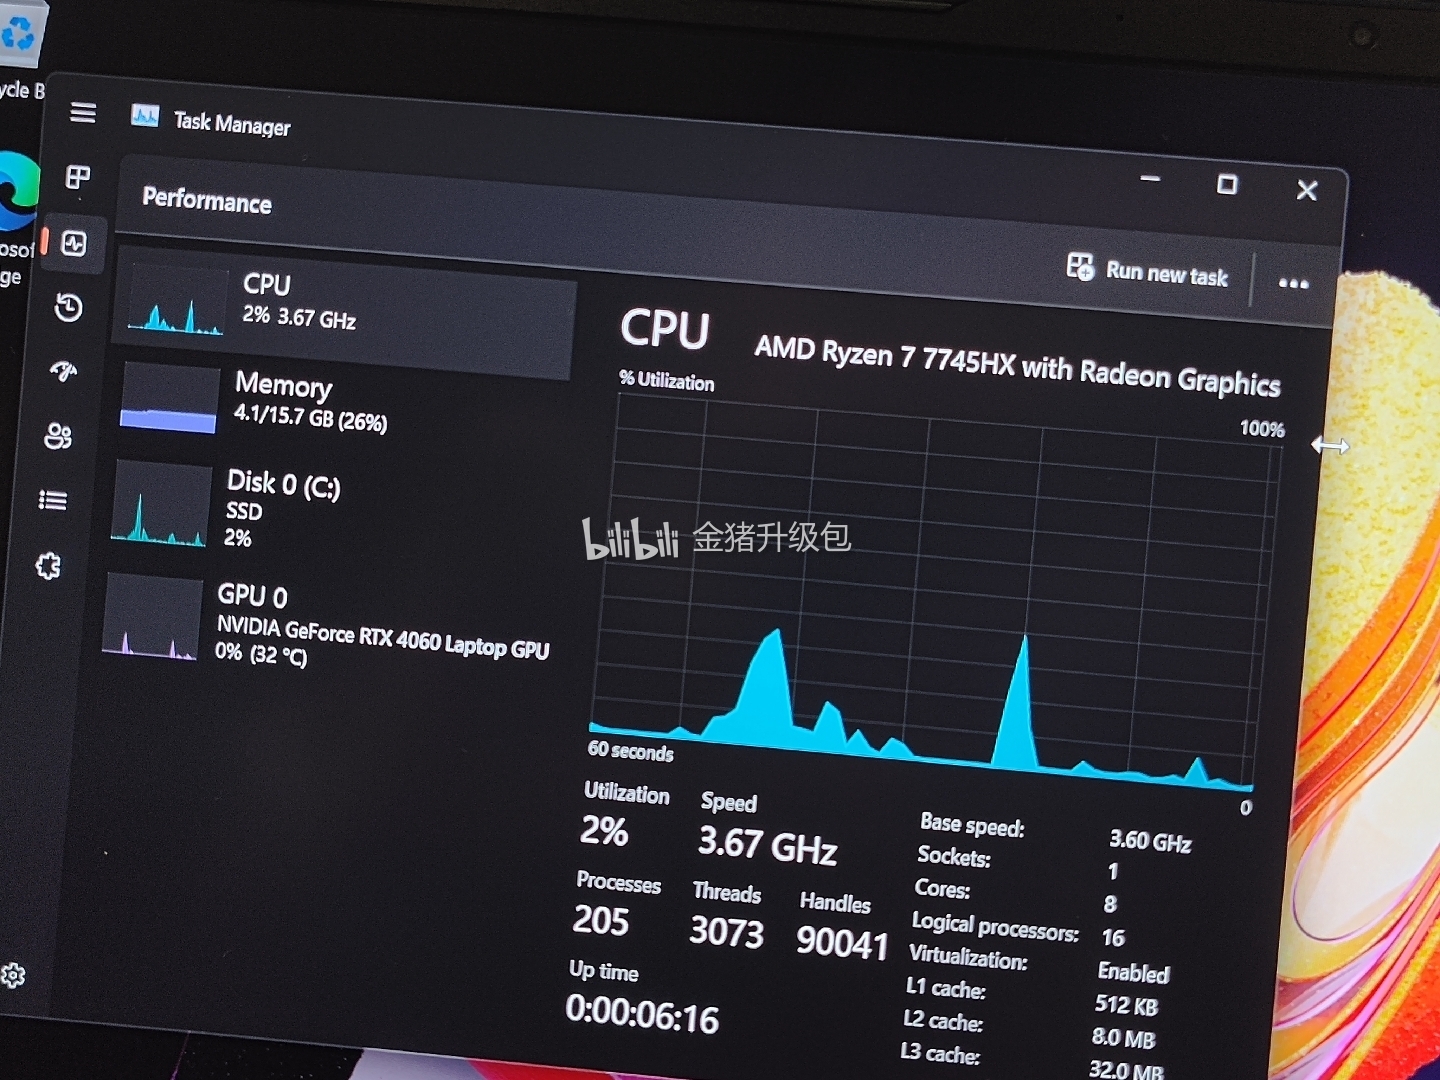 ycle B
osof
ge
Task Manager
Performance
Run new task
CPU
2% 3.67 GHz
Memory
4.1/15.7 GB (26%)
Disk 0 (C:)
SSD
2%
GPU 0
NVIDIA GeForce RTX 4060 Laptop GPU
0% (32 °C)
CPU
AMD Ryzen 7 7745HX with Radeon Graphics
% Utilization
100%
bilibili 金猪升级包
60 seconds
0
Utilization
2%
Speed
3.67 GHz
Processes
205
Threads
3073
Handles
90041
Up time
0:00:06:16
Base speed: 3.60 GHz
Sockets: 1
Cores: 8
Logical processors: 16
Virtualization: Enabled
L1 cache: 512 KB
L2 cache: 8.0 MB
L3 cache: 32.0 MB